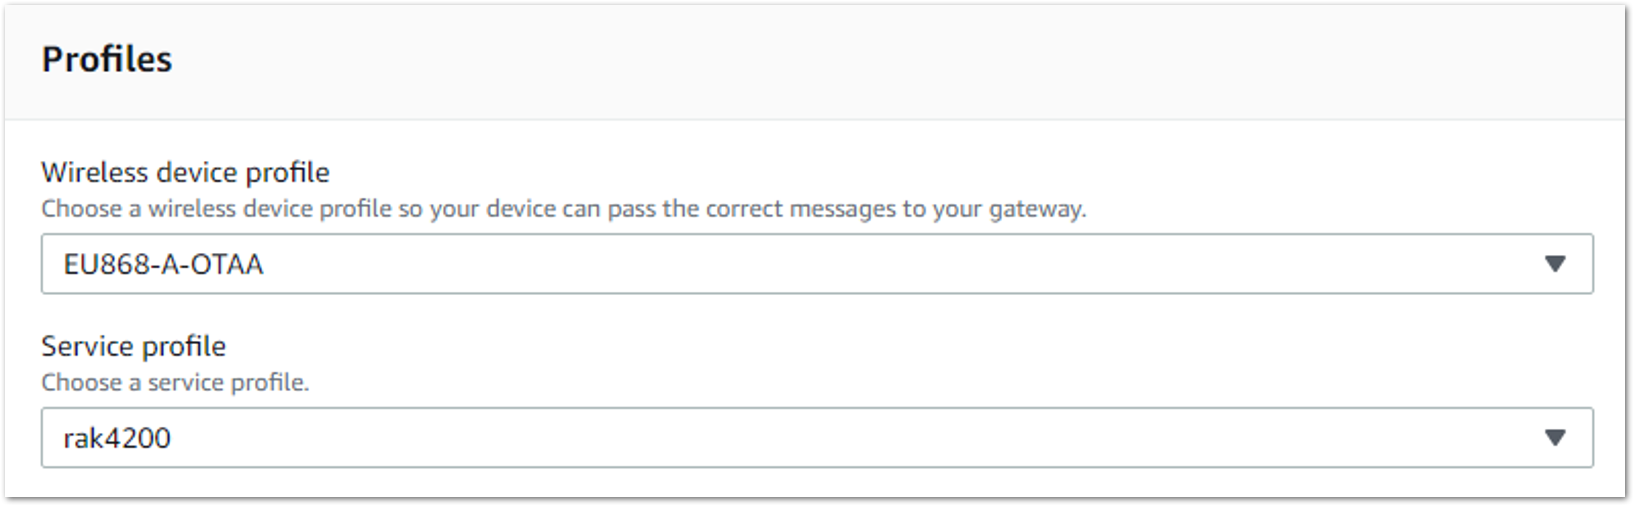 Profiles
Wireless device profile
Choose a wireless device profile so your device can pass the correct messages to your gateway.
EU868-A-OTAA
Service profile
Choose a service profile.
rak4200